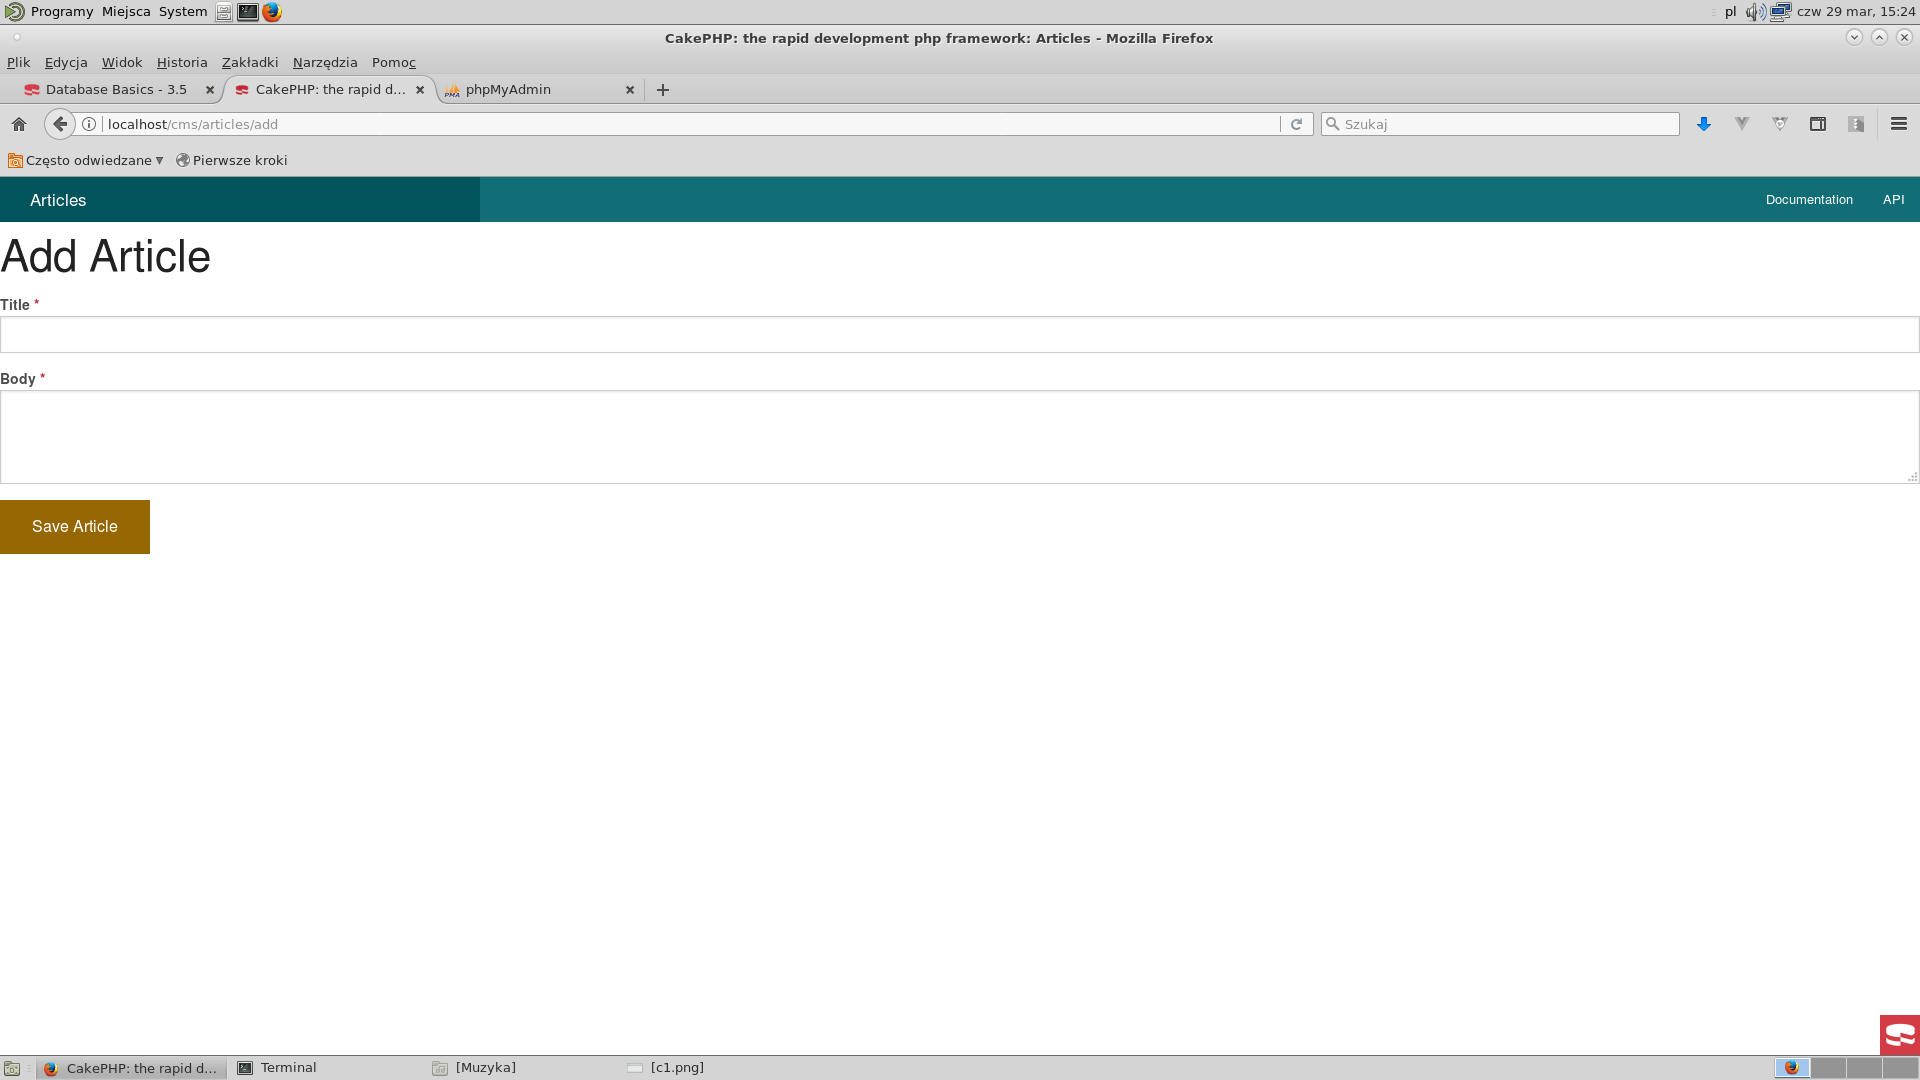 Programy Miejsca System pl czw 29 mar, 15:24
CakePHP: the rapid development php framework: Articles - Mozilla Firefox
Plik Edycja Widok Historia Zakładki Narzędzia Pomoc
Database Basics - 3.5 CakePHP: the rapid d... phpMyAdmin
localhost/cms/articles/add Szukaj
Często odwiedzane Pierwsze kroki
Articles Documentation API
Add Article
Title *
Body *
Save Article
CakePHP: the rapid d... Terminal [Muzyka] [c1.png]